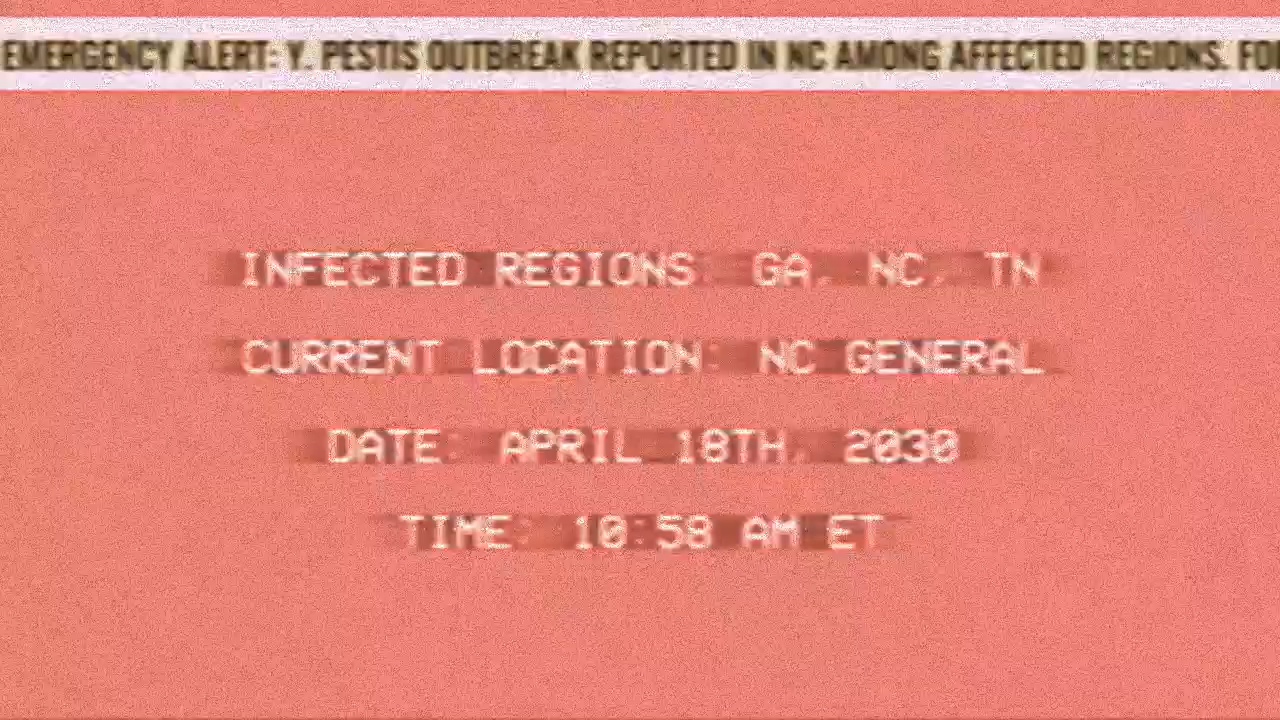 EMERGENCY ALERT: Y. PESTIS OUTBREAK REPORTED IN NC AMONG AFFECTED REGIONS.
INFECTED REGIONS: GA, NC, TN
CURRENT LOCATION: NC GENERAL
DATE: APRIL 18TH, 2030
TIME: 10:58 AM ET